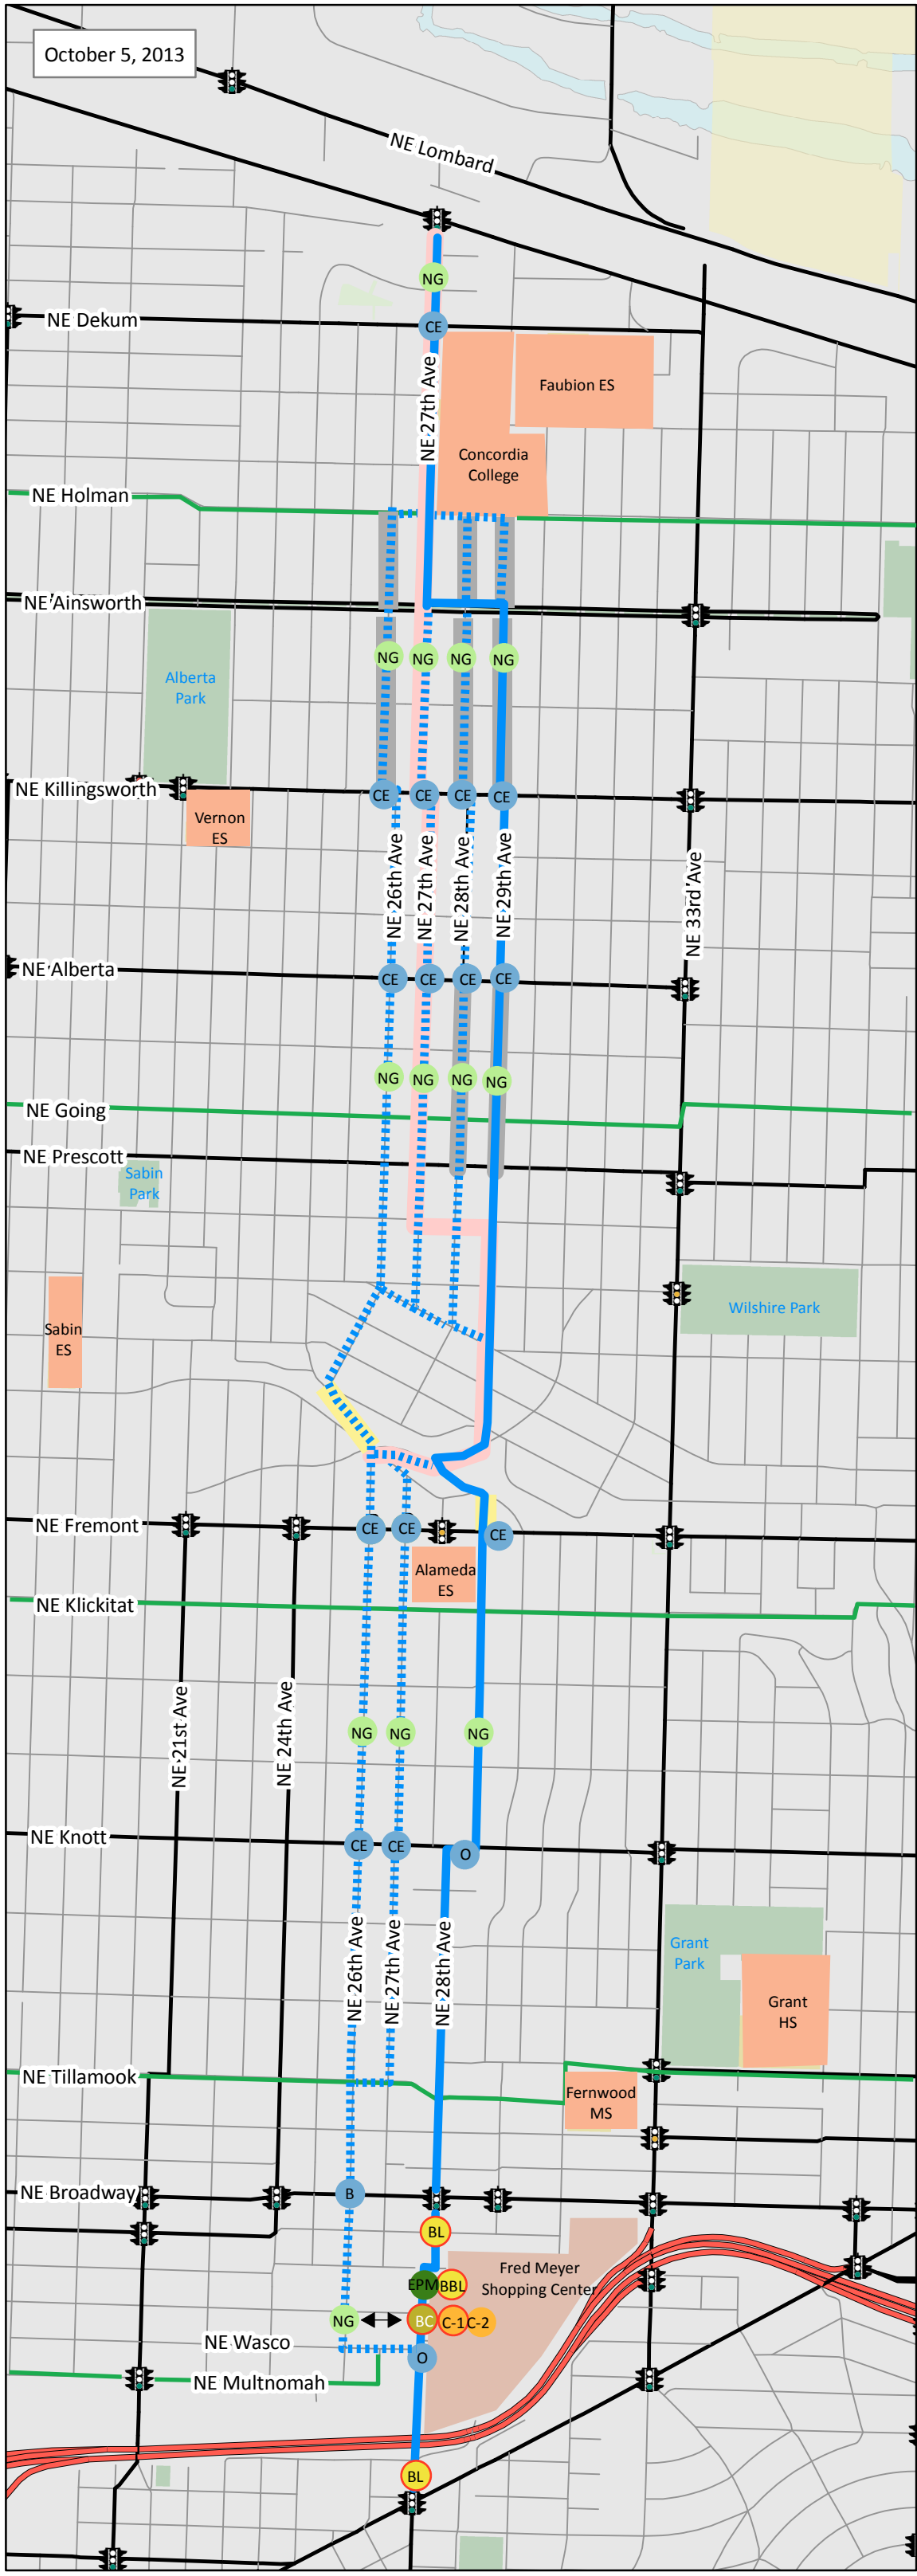 October 5, 2013
NE Lombard
NG
NE Dekum
CE
NE 27th Ave
Faubion ES
Concordia
College
NE Holman
NE Ainsworth
NG
NG
NG
NG
Alberta
Park
NE Killingsworth
CE
CE
CE
CE
Vernon
ES
NE 26th Ave
NE 27th Ave
NE 28th Ave
NE 29th Ave
NE 33rd Ave
NE Alberta
CE
CE
CE
CE
NG
NG
NG
NG
NE Going
NE Prescott
Sabin
Park
Wilshire Park
Sabin
ES
NE Fremont
CE
CE
CE
Alameda
ES
NE Klickitat
NE 21st Ave
NE 24th Ave
NG
NG
NG
NE Knott
CE
CE
O
NE 26th Ave
NE 27th Ave
NE 28th Ave
Grant
Park
Grant
HS
NE Tillamook
Fernwood
MS
NE Broadway
B
BL
Fred Meyer
Shopping Center
EPM
BBL
NG
BC
C-1
C-2
NE Wasco
O
NE Multnomah
BL